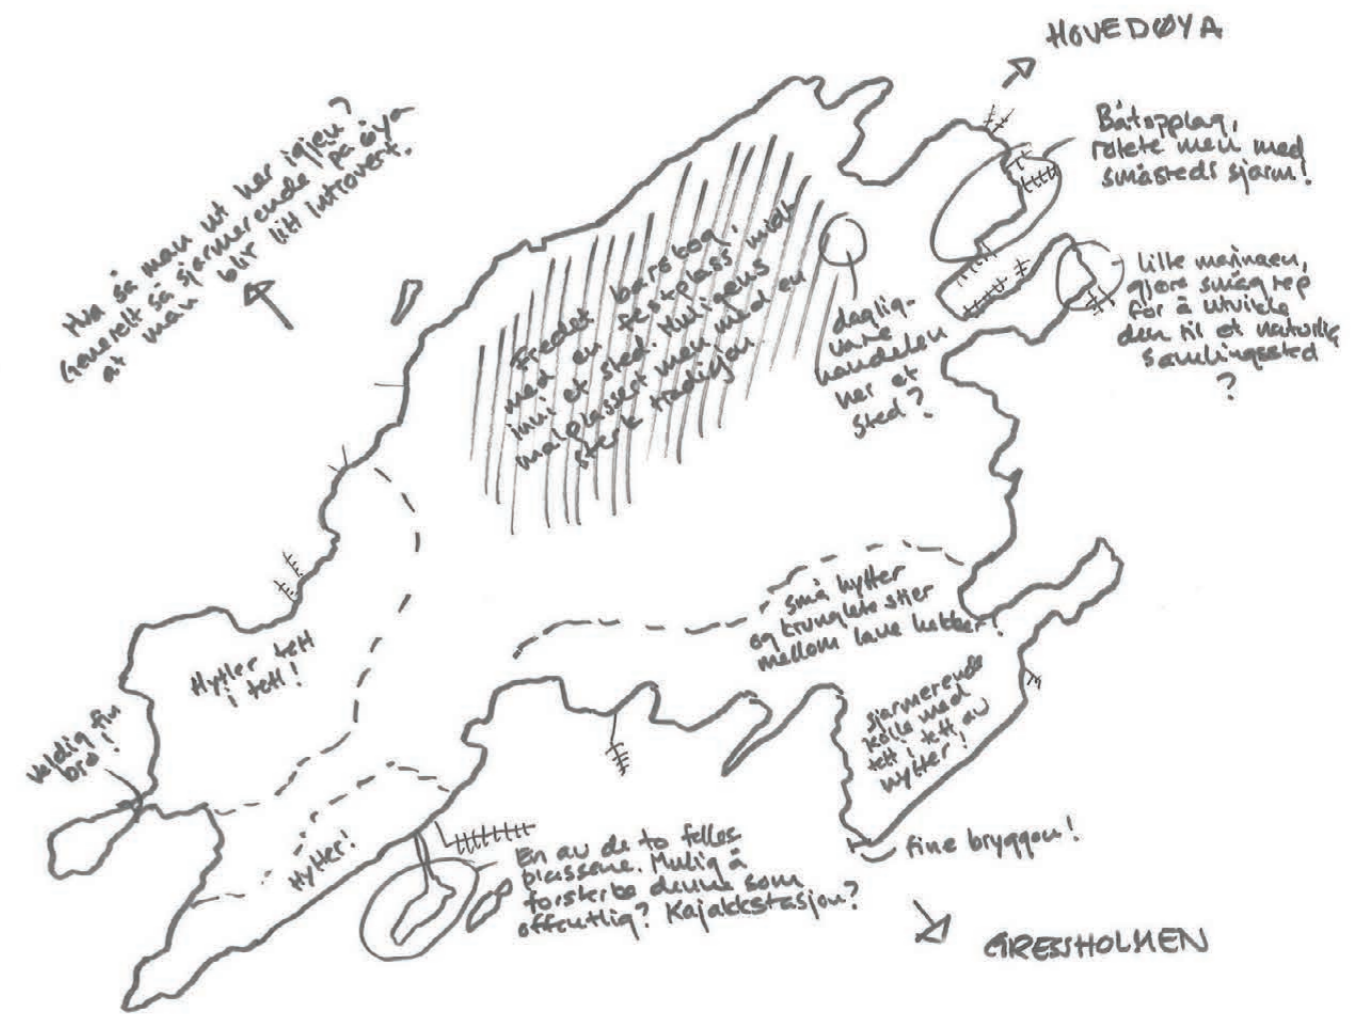 HOVEDØYA
Båtopplag,
rotete men med
småsteds sjarm!
Hva så man ut her igjen?
Generelt så sjarmerende på øya
at man blir litt introvert.
Lille marinaen,
gjøre små grep
for å utvikle
den til et naturlig
samlingssted
?
Fredet barskog,
med en festplass midt
inni et sted. Muligens
malplassert men med en
sterk tradisjon
daglig-
vare
handelen
her et
sted?
små hytter
og krunglete stier
mellom lave hekker!
Hytter tett
i tett!
sjarmerende
kolle med
tett i tett av
hytter!
Veldig fin
bro!
Hytter!
En av de to felles
plassene. Mulig å
forsterke denne som
offentlig? Kajakkstasjon?
fine bryggen!
GRESSHOLMEN